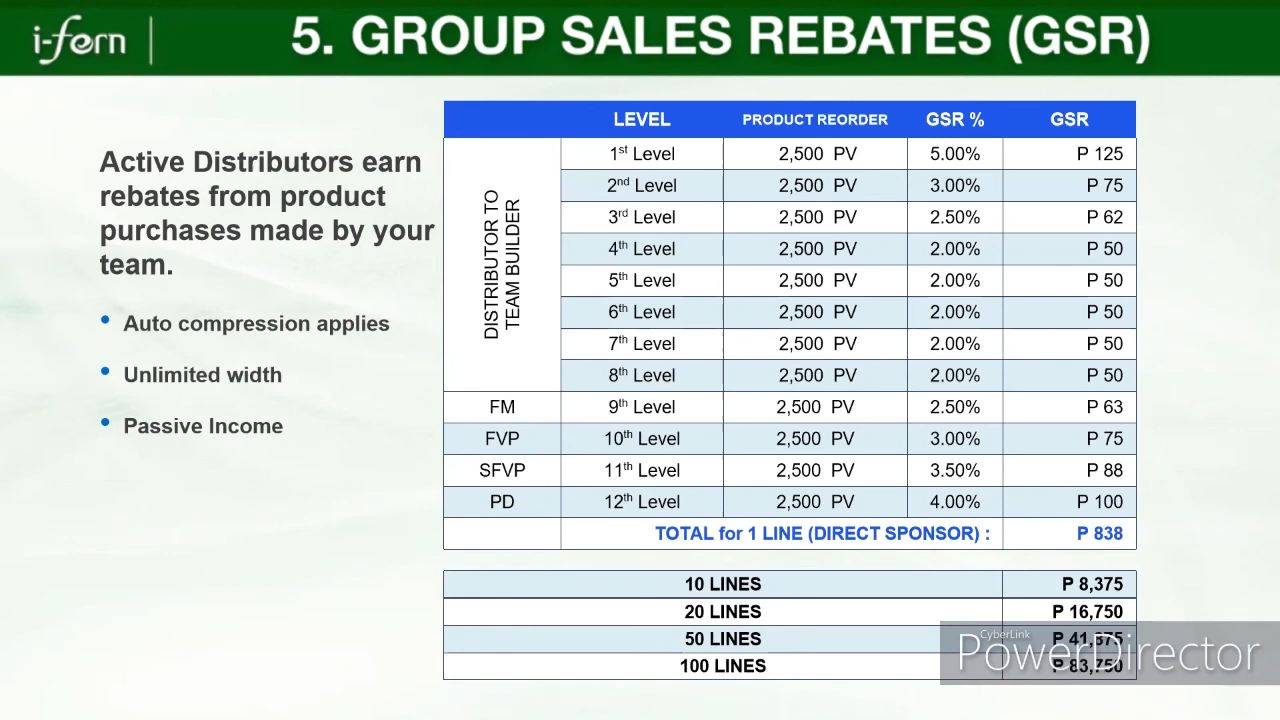 i-fern
5. GROUP SALES REBATES (GSR)
Active Distributors earn
rebates from product
purchases made by your
team.
• Auto compression applies
• Unlimited width
• Passive Income
LEVEL PRODUCT REORDER GSR % GSR
DISTRIBUTOR TO
TEAM BUILDER
1st Level 2,500 PV 5.00% P 125
2nd Level 2,500 PV 3.00% P 75
3rd Level 2,500 PV 2.50% P 62
4th Level 2,500 PV 2.00% P 50
5th Level 2,500 PV 2.00% P 50
6th Level 2,500 PV 2.00% P 50
7th Level 2,500 PV 2.00% P 50
8th Level 2,500 PV 2.00% P 50
FM 9th Level 2,500 PV 2.50% P 63
FVP 10th Level 2,500 PV 3.00% P 75
SFVP 11th Level 2,500 PV 3.50% P 88
PD 12th Level 2,500 PV 4.00% P 100
TOTAL for 1 LINE (DIRECT SPONSOR) : P 838
10 LINES P 8,375
20 LINES P 16,750
50 LINES P 41,875
100 LINES P 83,750
CyberLink
PowerDirector